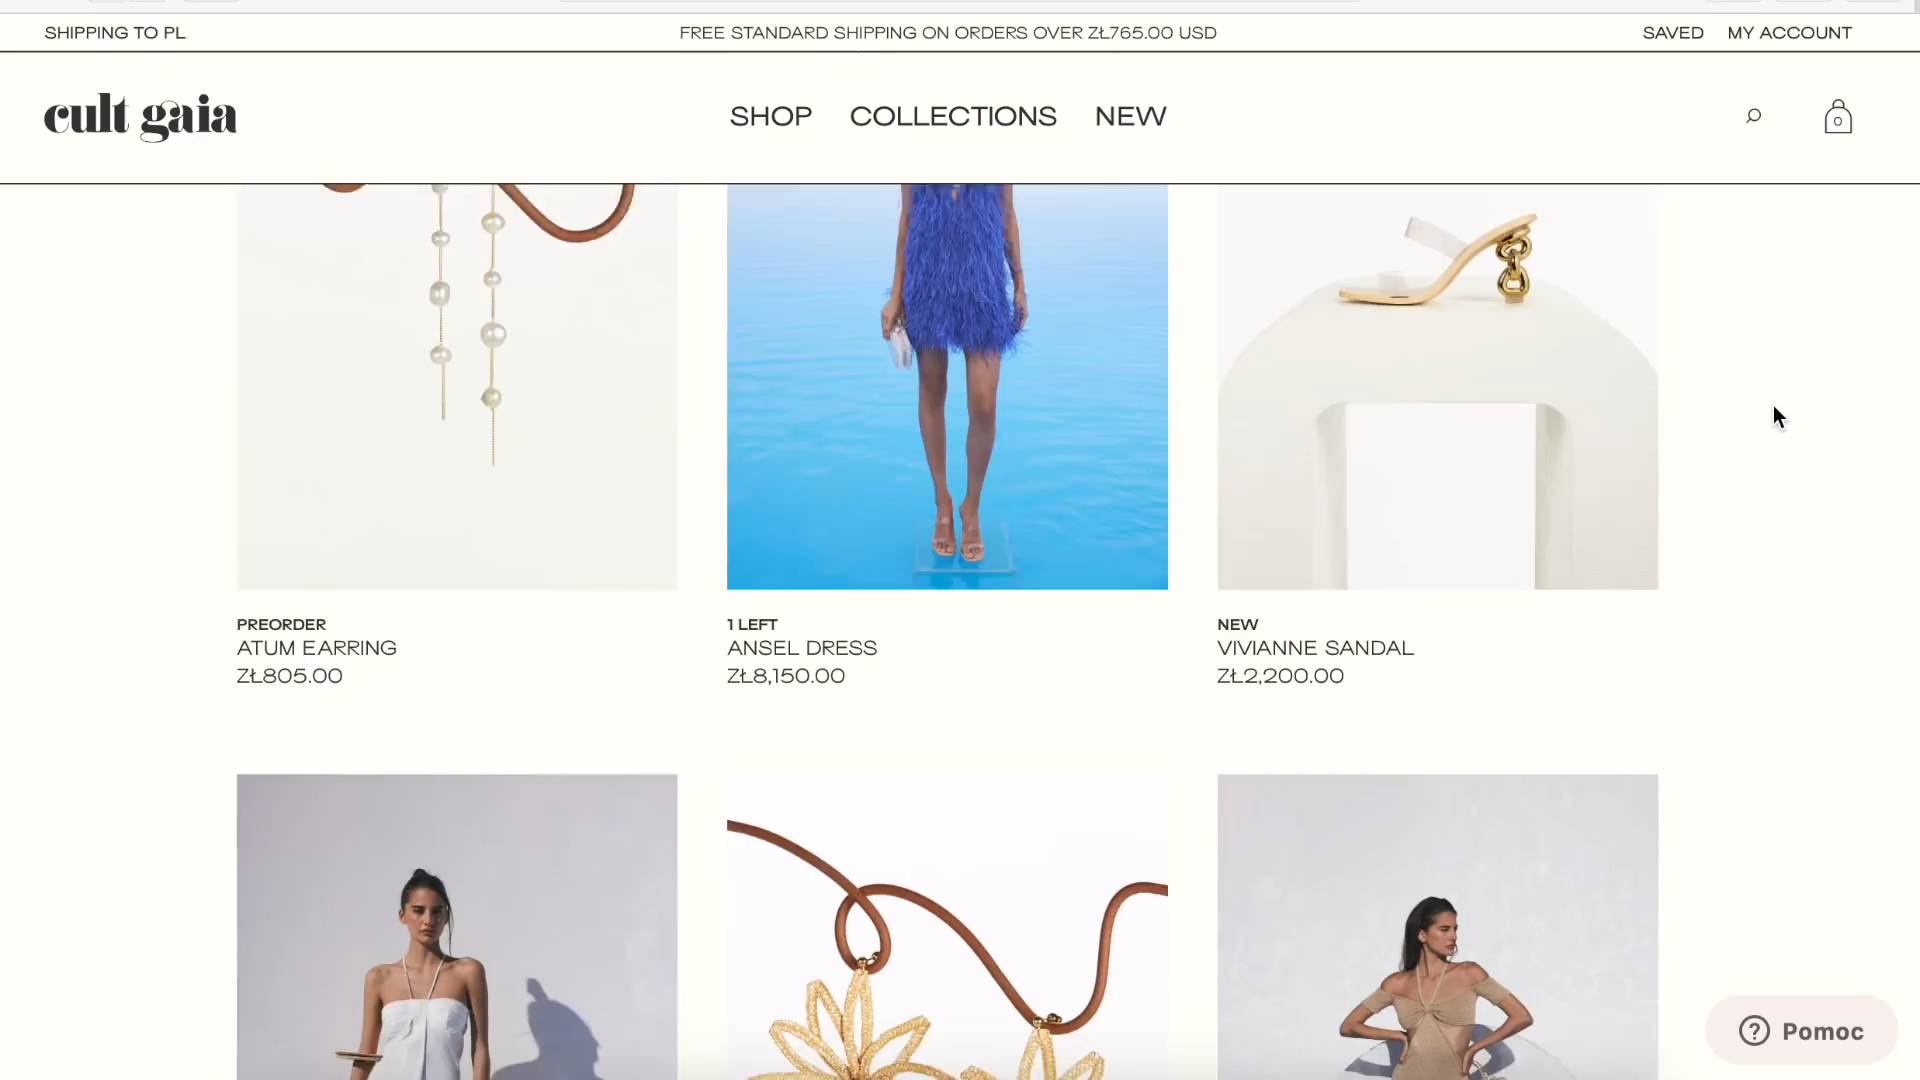 SHIPPING TO PL
FREE STANDARD SHIPPING ON ORDERS OVER ZŁ765.00 USD
SAVED MY ACCOUNT
cult gaia
SHOP COLLECTIONS NEW
0
PREORDER
ATUM EARRING
ZŁ805.00
1 LEFT
ANSEL DRESS
ZŁ8,150.00
NEW
VIVIANNE SANDAL
ZŁ2,200.00
? Pomoc